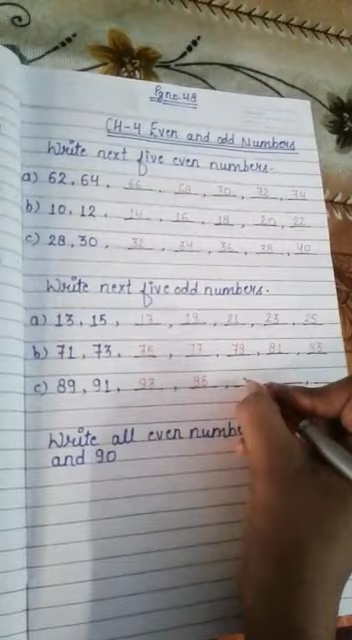 Pg no. 48
CH-4 Even and odd Numbers
Write next five even numbers.
a) 62, 64, 66, 68, 70, 72, 74
b) 10, 12, 14, 16, 18, 20, 22
c) 28, 30, 32, 34, 36, 38, 40
Write next five odd numbers.
a) 13, 15, 17, 19, 21, 23, 25
b) 71, 73, 75, 77, 79, 81, 83
c) 89, 91, 93, 95,
Write all even numbe
and 90